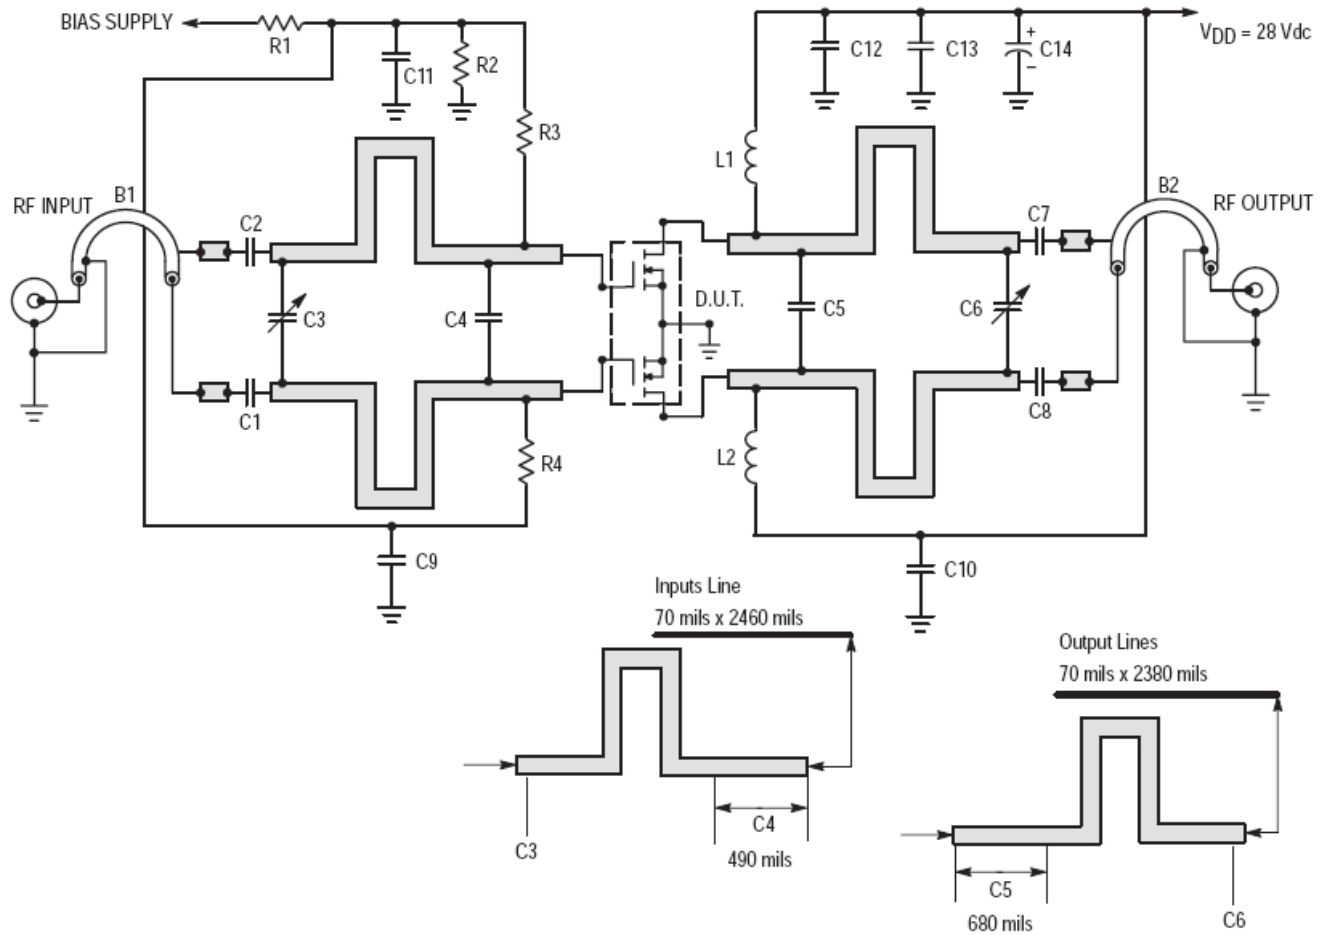 BIAS SUPPLY
R1
C11
R2
R3
C12
C13
+
C14
–
VDD = 28 Vdc
L1
RF INPUT
B1
C2
C7
B2
RF OUTPUT
C3
C4
D.U.T.
C5
C6
C1
C8
R4
L2
C9
C10
Inputs Line
70 mils x 2460 mils
Output Lines
70 mils x 2380 mils
C4
490 mils
C3
C5
680 mils
C6